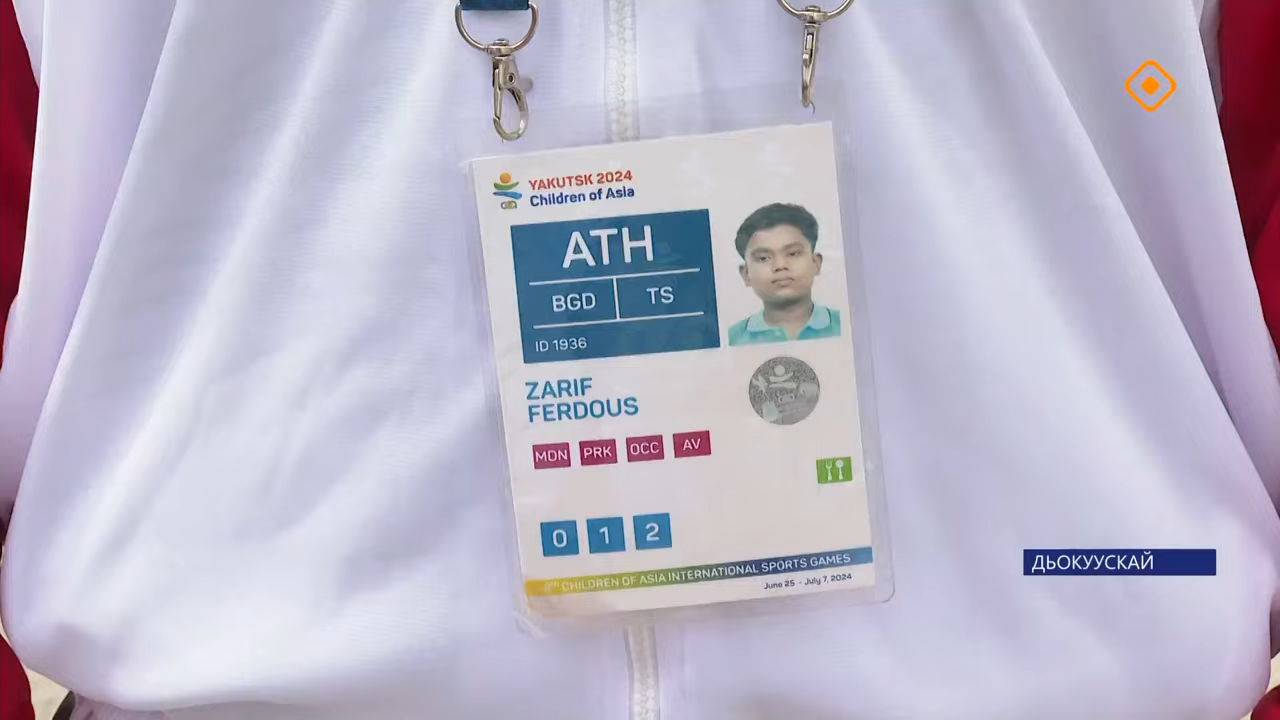 YAKUTSK 2024
Children of Asia
ATH
BGD TS
ID 1936
ZARIF
FERDOUS
MDN PRK OCC AV
0 1 2
CHILDREN OF ASIA INTERNATIONAL SPORTS GAMES
June 25 - July 7, 2024
ДЬОКУУСКАЙ